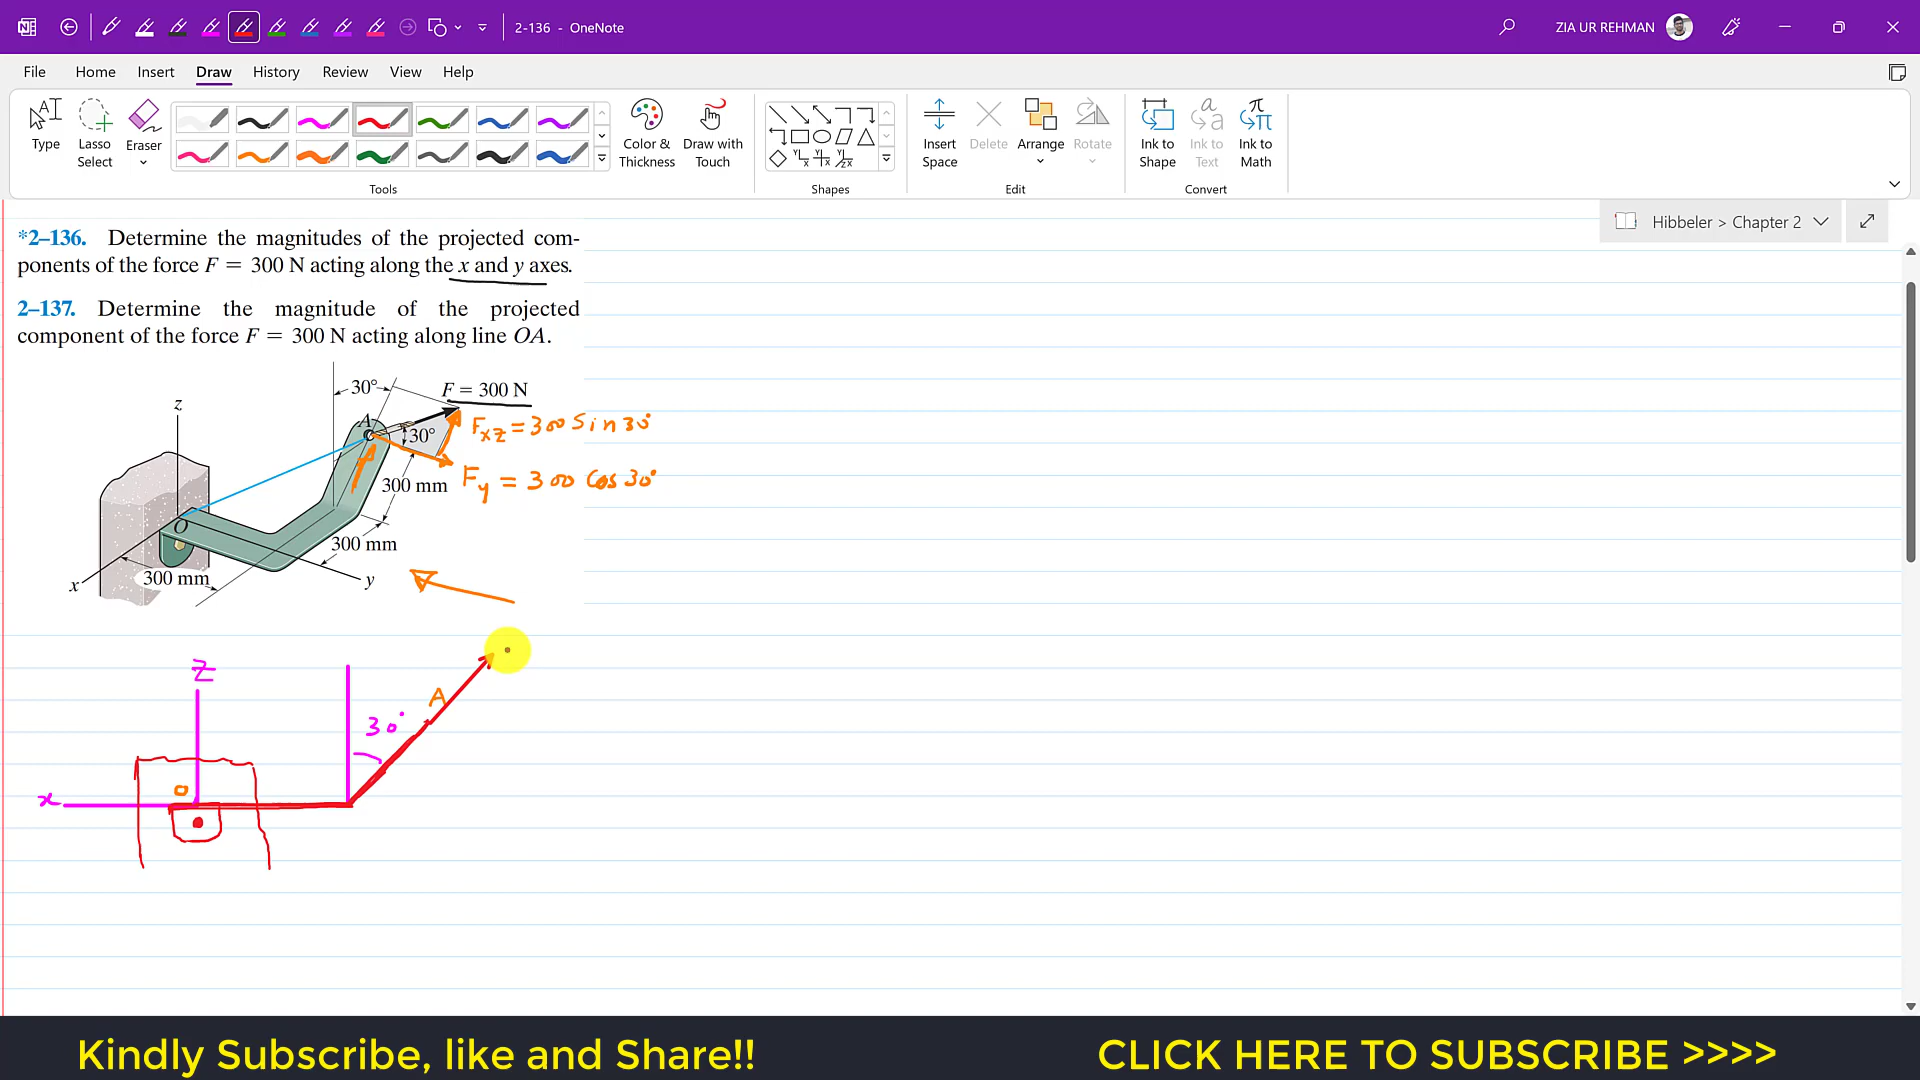 2-136 - OneNote
ZIA UR REHMAN
File Home Insert Draw History Review View Help
Type
Lasso Select
Eraser
Color & Thickness
Draw with Touch
Insert Space
Delete
Arrange
Rotate
Ink to Shape
Ink to Text
Ink to Math
Tools
Shapes
Edit
Convert
Hibbeler > Chapter 2
*2–136. Determine the magnitudes of the projected com-
ponents of the force F = 300 N acting along the x and y axes.
2–137. Determine the magnitude of the projected
component of the force F = 300 N acting along line OA.
30°
F = 300 N
z
A
Fxz = 300 Sin 30°
30°
300 mm
Fy = 300 Cos 30°
O
300 mm
300 mm
x
y
Z
A
30°
x
O
Kindly Subscribe, like and Share!!
CLICK HERE TO SUBSCRIBE >>>>